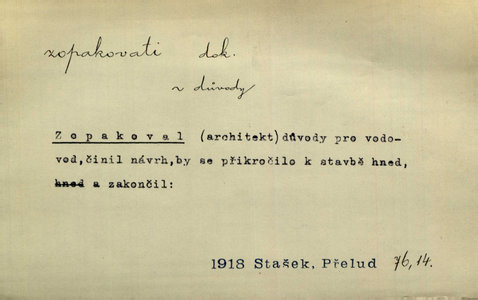 zopakovati dok.
v důvody
Zopakoval (architekt)důvody pro vodo-
vod,činil návrh,by se přikročilo k stavbě hned,
hned a zakončil:
1918 Stašek, Přelud 76,14.